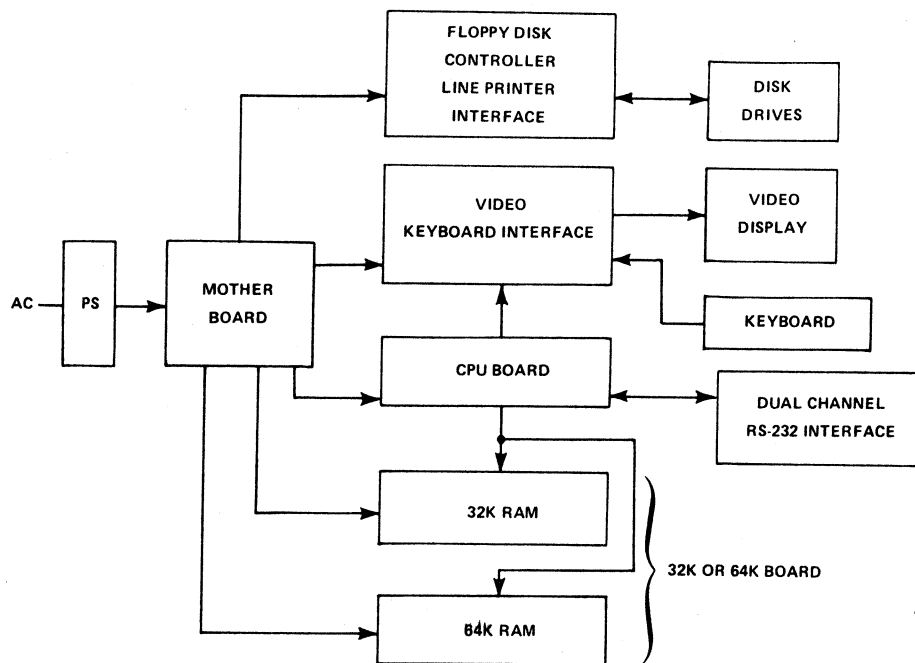 FLOPPY DISK
CONTROLLER
LINE PRINTER
INTERFACE
DISK
DRIVES
VIDEO
KEYBOARD INTERFACE
VIDEO
DISPLAY
AC
PS
MOTHER
BOARD
KEYBOARD
CPU BOARD
DUAL CHANNEL
RS-232 INTERFACE
32K RAM
32K OR 64K BOARD
64K RAM